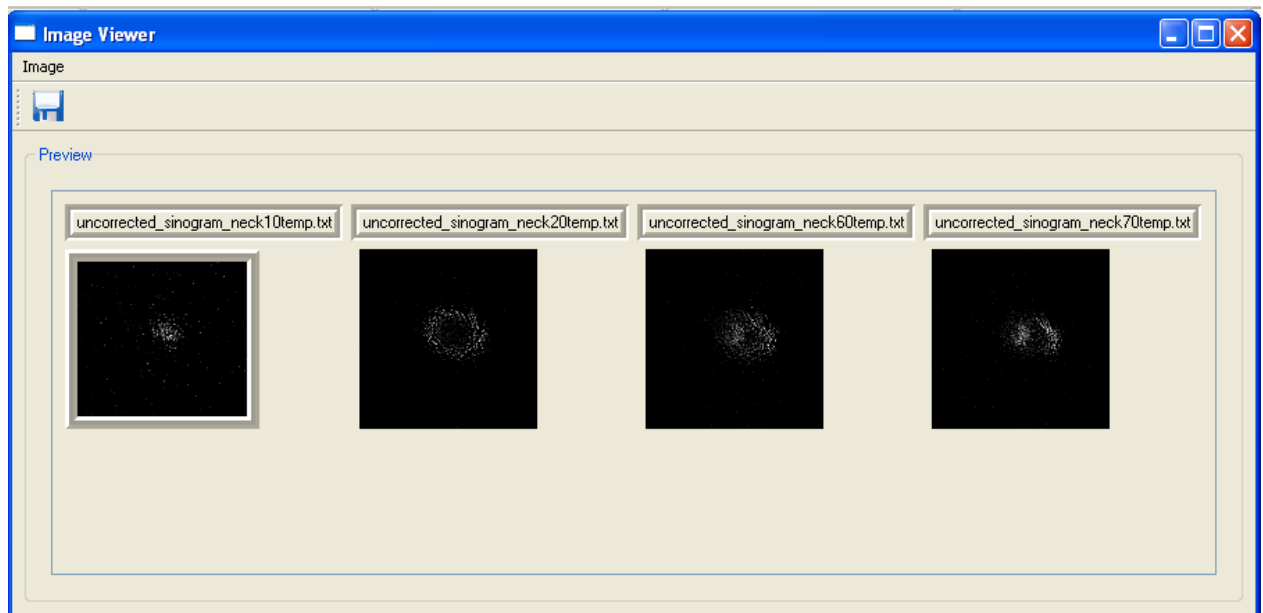 Image Viewer
Image
Preview
uncorrected_sinogram_neck10temp.txt
uncorrected_sinogram_neck20temp.txt
uncorrected_sinogram_neck60temp.txt
uncorrected_sinogram_neck70temp.txt